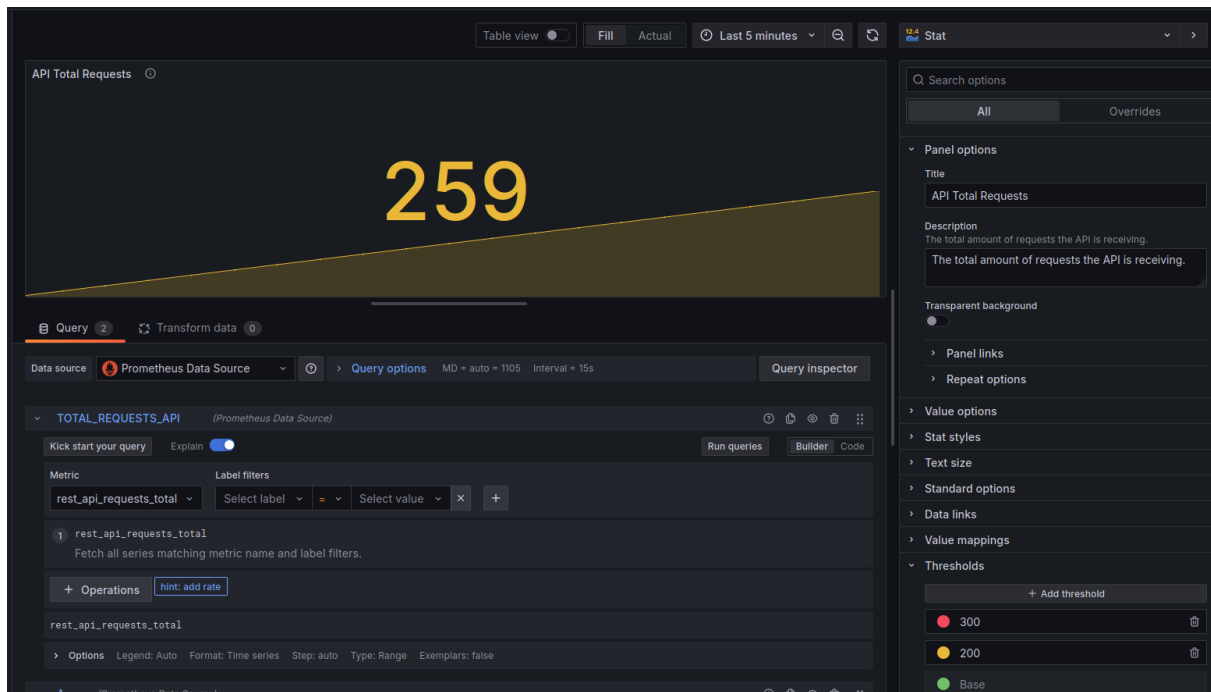 Table view Fill Actual Last 5 minutes
12.4 Stat
API Total Requests
259
Search options
All Overrides
Panel options
Title
API Total Requests
Description
The total amount of requests the API is receiving.
The total amount of requests the API is receiving.
Transparent background
Panel links
Repeat options
Value options
Stat styles
Text size
Standard options
Data links
Value mappings
Thresholds
+ Add threshold
300
200
Base
Query 2 Transform data 0
Data source Prometheus Data Source Query options MD = auto = 1105 Interval = 15s Query inspector
TOTAL_REQUESTS_API (Prometheus Data Source)
Kick start your query Explain Run queries Builder Code
Metric Label filters
rest_api_requests_total Select label = Select value × +
1 rest_api_requests_total
Fetch all series matching metric name and label filters.
+ Operations hint: add rate
rest_api_requests_total
Options Legend: Auto Format: Time series Step: auto Type: Range Exemplars: false